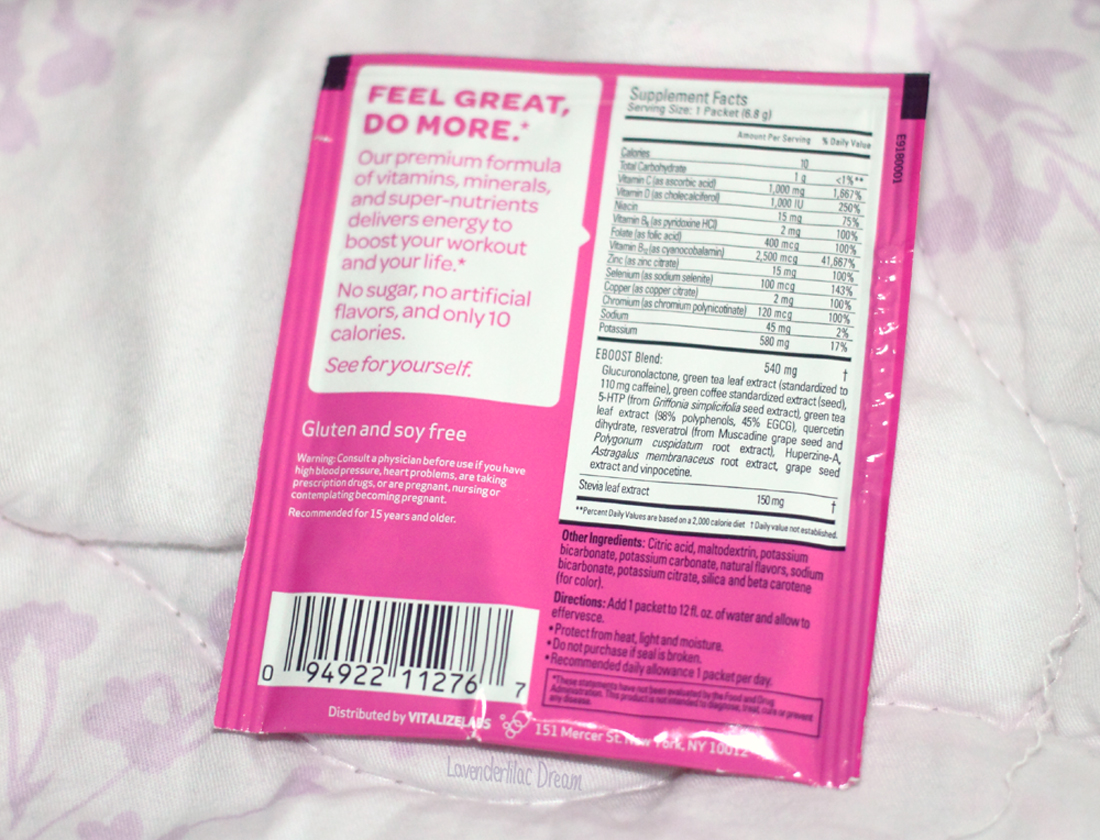 FEEL GREAT,
DO MORE.*
Our premium formula
of vitamins, minerals,
and super-nutrients
delivers energy to
boost your workout
and your life.*
No sugar, no artificial
flavors, and only 10
calories.
See for yourself.
Gluten and soy free
Warning: Consult a physician before use if you have
high blood pressure, heart problems, are taking
prescription drugs, or are pregnant, nursing or
contemplating becoming pregnant.
Recommended for 15 years and older.
0 94922 11276 7
Distributed by VITALIZELABS 151 Mercer St. New York, NY 10012
Supplement Facts
Serving Size: 1 Packet (6.8 g)
Amount Per Serving % Daily Value
Calories 10
Total Carbohydrate 1 g <1%**
Vitamin C (as ascorbic acid) 1,000 mg 1,667%
Vitamin D (as cholecalciferol) 1,000 IU 250%
Niacin 15 mg 75%
Vitamin B6 (as pyridoxine HCl) 2 mg 100%
Folate (as folic acid) 400 mcg 100%
Vitamin B12 (as cyanocobalamin) 2,500 mcg 41,667%
Zinc (as zinc citrate) 15 mg 100%
Selenium (as sodium selenite) 100 mcg 143%
Copper (as copper citrate) 2 mg 100%
Chromium (as chromium polynicotinate) 120 mcg 100%
Sodium 45 mg 2%
Potassium 580 mg 17%
EBOOST Blend: 540 mg †
Glucuronolactone, green tea leaf extract (standardized to
110 mg caffeine), green coffee standardized extract (seed),
5-HTP (from Griffonia simplicifolia seed extract), green tea
leaf extract (98% polyphenols, 45% EGCG), quercetin
dihydrate, resveratrol (from Muscadine grape seed and
Polygonum cuspidatum root extract), Huperzine-A,
Astragalus membranaceus root extract, grape seed
extract and vinpocetine.
Stevia leaf extract 150 mg †
**Percent Daily Values are based on a 2,000 calorie diet † Daily value not established.
Other Ingredients: Citric acid, maltodextrin, potassium
bicarbonate, potassium carbonate, natural flavors, sodium
bicarbonate, potassium citrate, silica and beta carotene
(for color).
Directions: Add 1 packet to 12 fl. oz. of water and allow to
effervesce.
• Protect from heat, light and moisture.
• Do not purchase if seal is broken.
• Recommended daily allowance 1 packet per day.
*These statements have not been evaluated by the Food and Drug
Administration. This product is not intended to diagnose, treat, cure or prevent
any disease.
E9180001
Lavenderlilac Dream